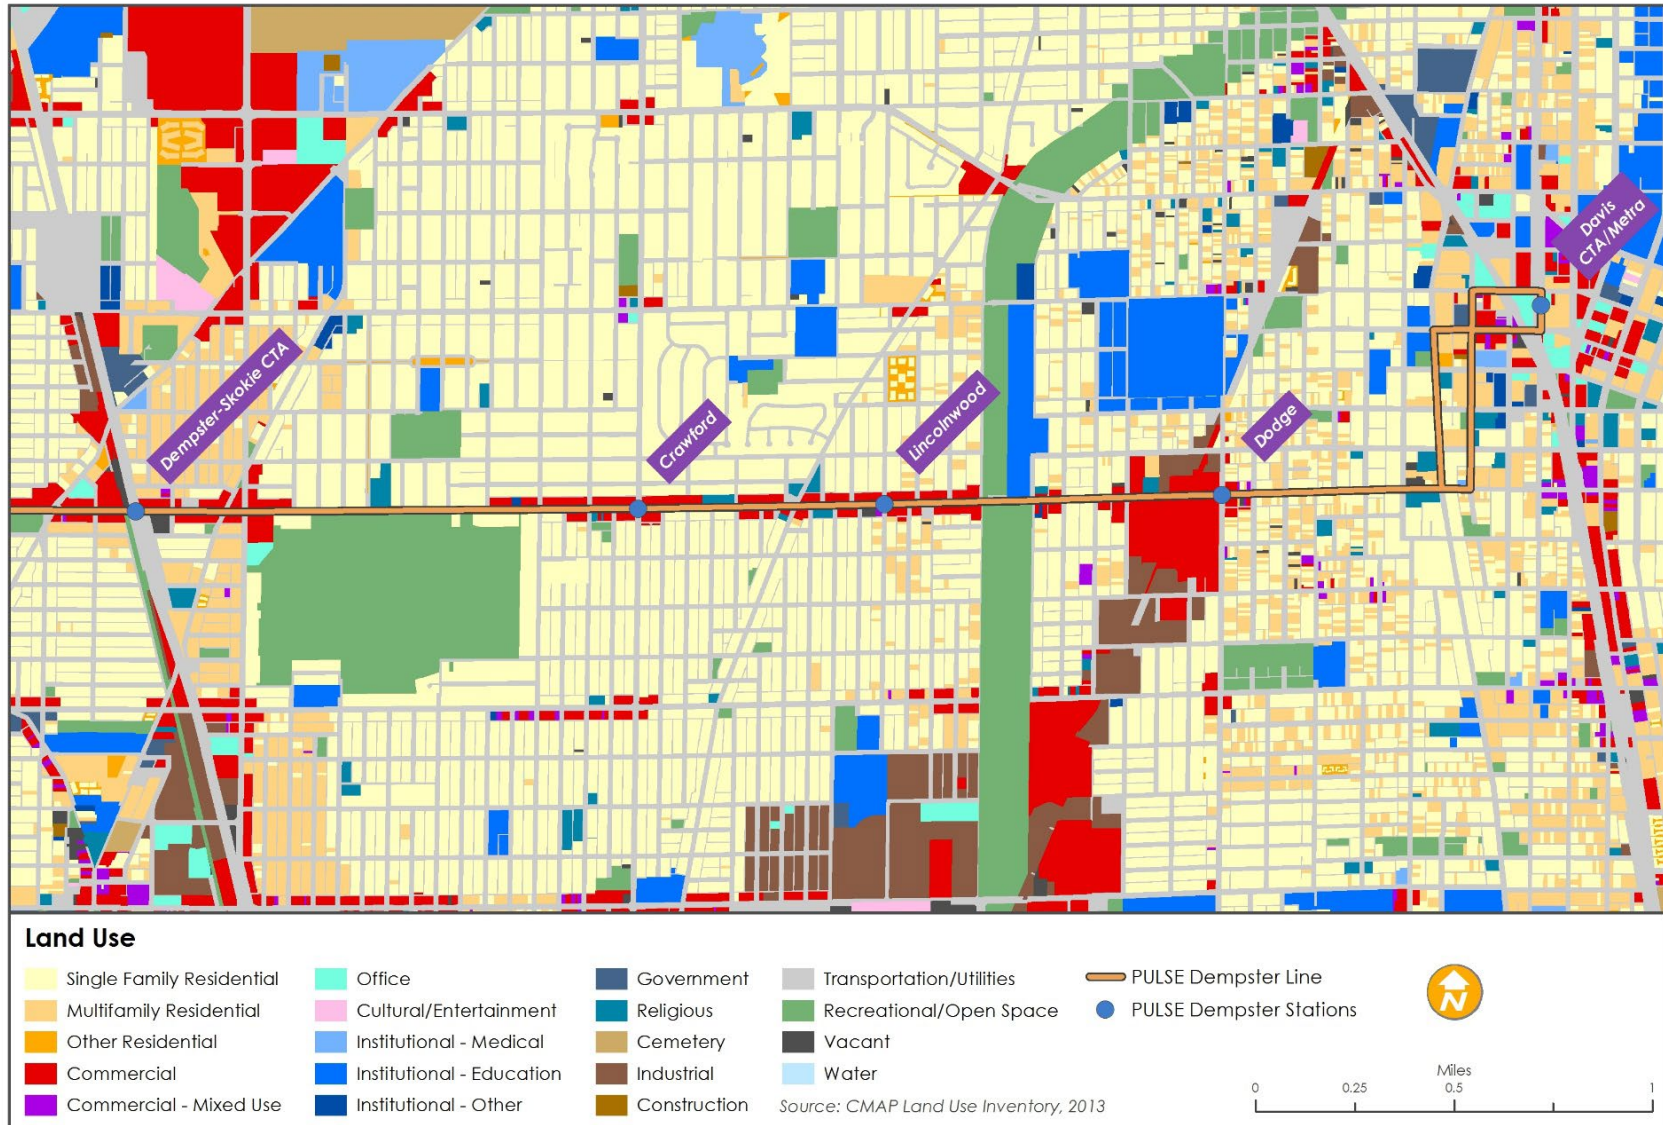 Davis
CTA/Metra
Dempster-Skokie CTA
Crawford
Lincolnwood
Dodge
Land Use
Single Family Residential
Multifamily Residential
Other Residential
Commercial
Commercial - Mixed Use
Office
Cultural/Entertainment
Institutional - Medical
Institutional - Education
Institutional - Other
Government
Religious
Cemetery
Industrial
Construction
Transportation/Utilities
Recreational/Open Space
Vacant
Water
Source: CMAP Land Use Inventory, 2013
PULSE Dempster Line
PULSE Dempster Stations
N
Miles
0 0.25 0.5 1